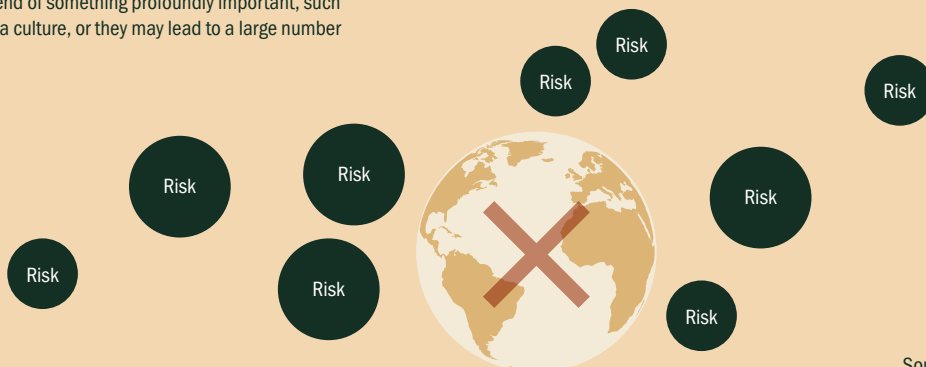 end of something profoundly important, such
a culture, or they may lead to a large number
Risk
Risk
Risk
Risk
Risk
Risk
Risk
Risk
Risk
Risk